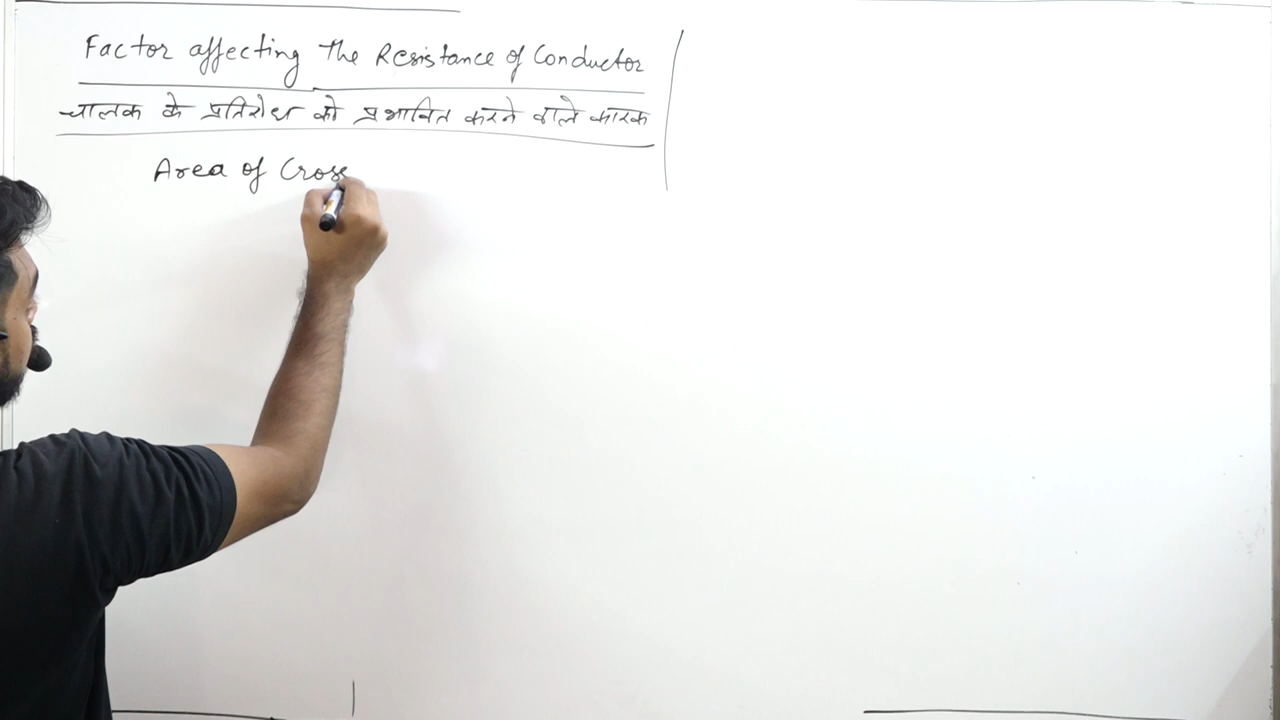 Factor affecting The Resistance of Conductor
चालक के प्रतिरोध को प्रभावित करने वाले कारक
Area of Cross